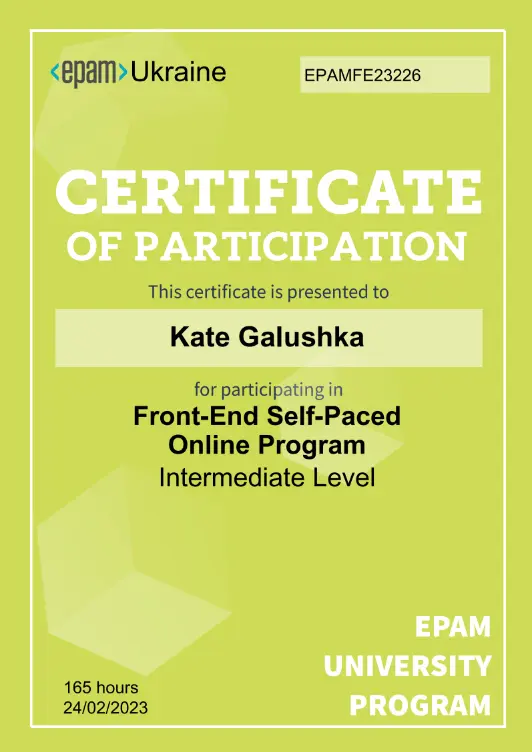 <epam> Ukraine
EPAMFE23226
CERTIFICATE
OF PARTICIPATION
This certificate is presented to
Kate Galushka
for participating in
Front-End Self-Paced
Online Program
Intermediate Level
EPAM
UNIVERSITY
PROGRAM
165 hours
24/02/2023